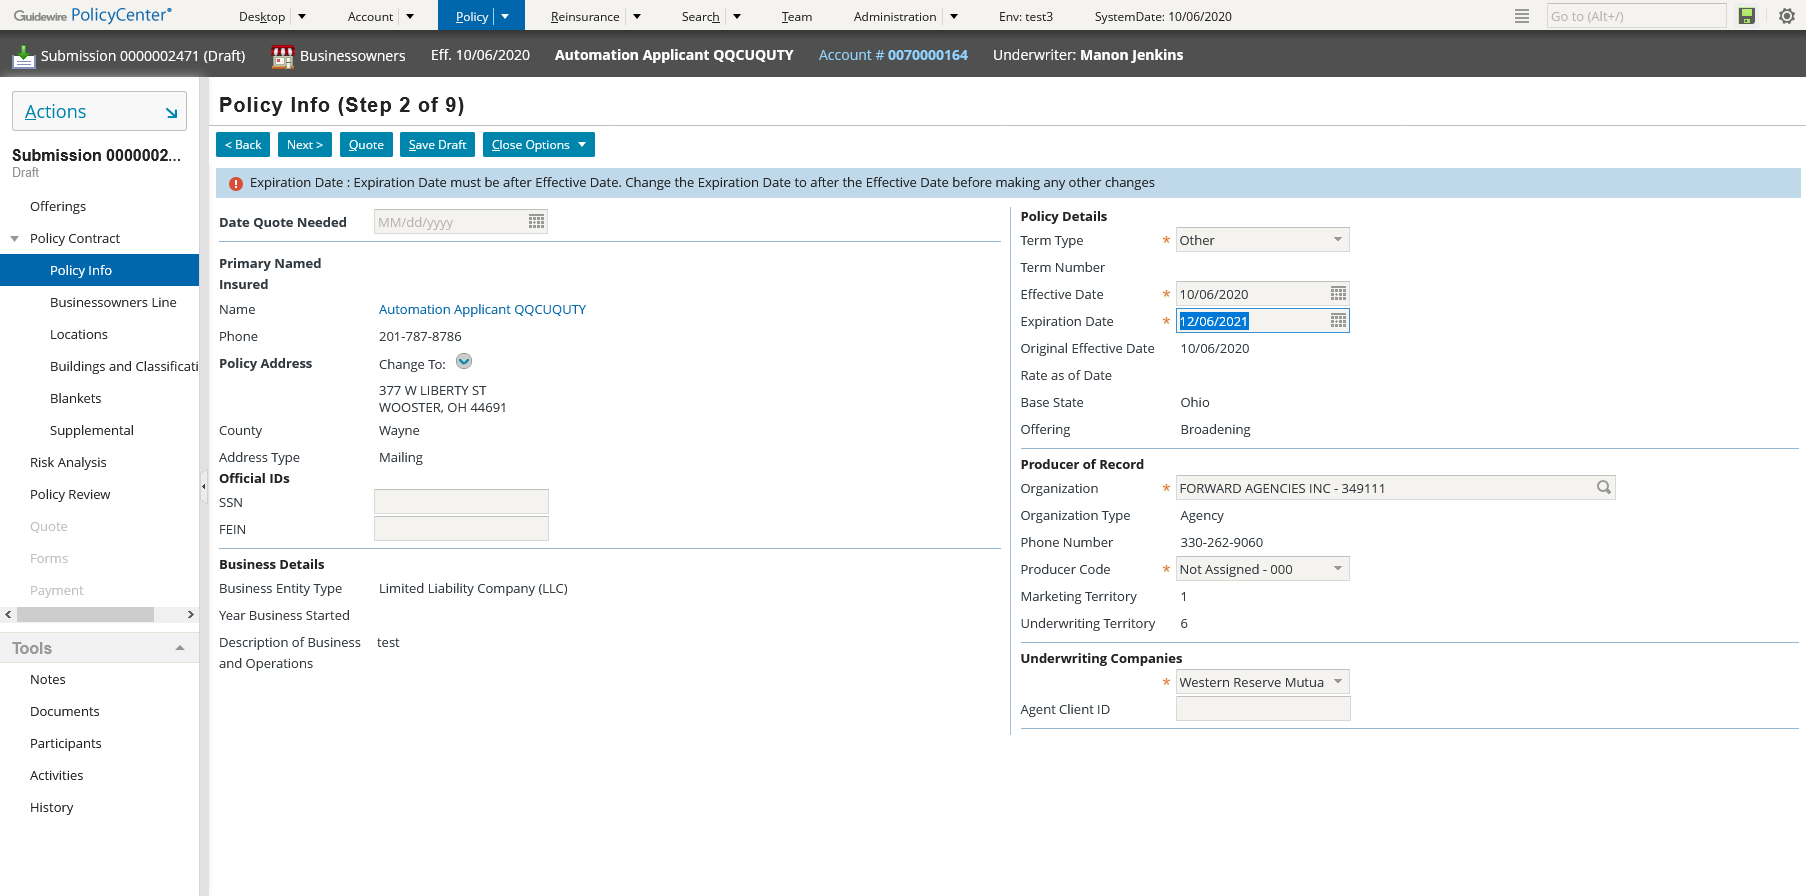 Guidewire PolicyCenter®
Desktop
Account
Policy
Reinsurance
Search
Team
Administration
Env: test3
SystemDate: 10/06/2020
Go to (Alt+/)
Submission 0000002471 (Draft)
Businessowners
Eff. 10/06/2020
Automation Applicant QQCUQUTY
Account # 0070000164
Underwriter: Manon Jenkins
Actions
Submission 0000002...
Draft
Offerings
Policy Contract
Policy Info
Businessowners Line
Locations
Buildings and Classificati
Blankets
Supplemental
Risk Analysis
Policy Review
Quote
Forms
Payment
Tools
Notes
Documents
Participants
Activities
History
Policy Info (Step 2 of 9)
< Back
Next >
Quote
Save Draft
Close Options
Expiration Date : Expiration Date must be after Effective Date. Change the Expiration Date to after the Effective Date before making any other changes
Date Quote Needed
MM/dd/yyyy
Primary Named
Insured
Name Automation Applicant QQCUQUTY
Phone 201-787-8786
Policy Address Change To:
377 W LIBERTY ST
WOOSTER, OH 44691
County Wayne
Address Type Mailing
Official IDs
SSN
FEIN
Business Details
Business Entity Type Limited Liability Company (LLC)
Year Business Started
Description of Business test
and Operations
Policy Details
Term Type * Other
Term Number
Effective Date * 10/06/2020
Expiration Date * 12/06/2021
Original Effective Date 10/06/2020
Rate as of Date
Base State Ohio
Offering Broadening
Producer of Record
Organization * FORWARD AGENCIES INC - 349111
Organization Type Agency
Phone Number 330-262-9060
Producer Code * Not Assigned - 000
Marketing Territory 1
Underwriting Territory 6
Underwriting Companies
* Western Reserve Mutua
Agent Client ID